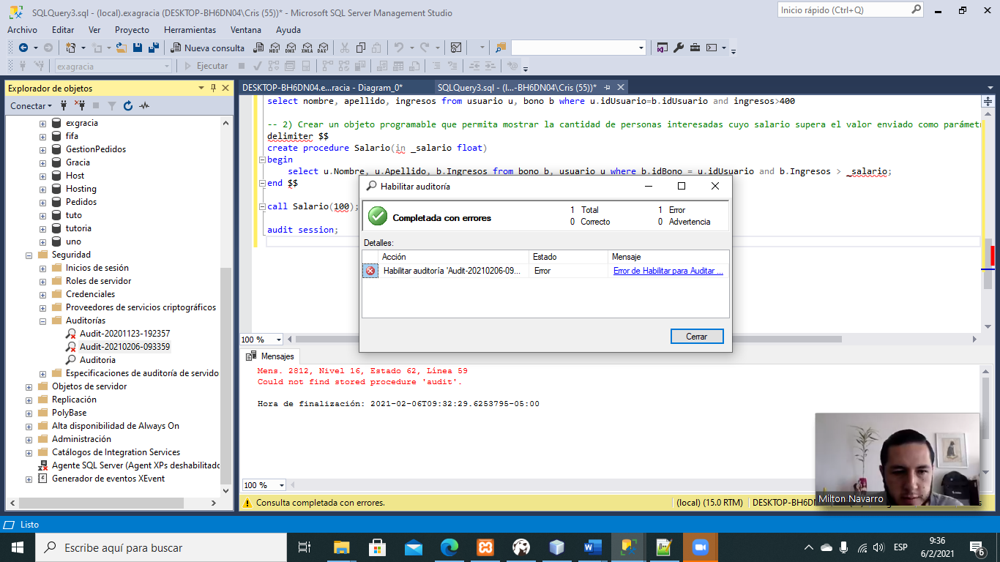 SQLQuery3.sql - (local).exagracia (DESKTOP-BH6DN04\Cris (55))* - Microsoft SQL Server Management Studio
Inicio rápido (Ctrl+Q)
Archivo Editar Ver Proyecto Herramientas Ventana Ayuda
Nueva consulta
MDX DMX XMLA DAX
exagracia
Ejecutar
Explorador de objetos
DESKTOP-BH6DN04.e...racia - Diagram_0*
SQLQuery3.sql - (l...-BH6DN04\Cris (55))*
Conectar
exgracia
fifa
GestionPedidos
Gracia
Host
Hosting
Pedidos
tuto
tutoria
uno
Seguridad
Inicios de sesión
Roles de servidor
Credenciales
Proveedores de servicios criptográficos
Auditorías
Audit-20201123-192357
Audit-20210206-093359
Auditoria
Especificaciones de auditoría de servido
Objetos de servidor
Replicación
PolyBase
Alta disponibilidad de Always On
Administración
Catálogos de Integration Services
Agente SQL Server (Agent XPs deshabilitado
Generador de eventos XEvent
select nombre, apellido, ingresos from usuario u, bono b where u.idUsuario=b.idUsuario and ingresos>400
-- 2) Crear un objeto programable que permita mostrar la cantidad de personas interesadas cuyo salario supera el valor enviado como parámetr
delimiter $$
create procedure Salario(in _salario float)
begin
select u.Nombre, u.Apellido, b.Ingresos from bono b, usuario u where b.idBono = u.idUsuario and b.Ingresos > _salario;
end $$
call Salario(100);
audit session;
Habilitar auditoría
Completada con errores
1 Total 1 Error
0 Correcto 0 Advertencia
Detalles:
Acción Estado Mensaje
Habilitar auditoría 'Audit-20210206-09... Error Error de Habilitar para Auditar ...
Cerrar
100 %
Mensajes
Mens. 2812, Nivel 16, Estado 62, Línea 59
Could not find stored procedure 'audit'.
Hora de finalización: 2021-02-06T09:32:29.6253795-05:00
100 %
Consulta completada con errores.
(local) (15.0 RTM)
DESKTOP-BH6DN
Milton Navarro
Listo
Escribe aquí para buscar
ESP
9:36
6/2/2021
6